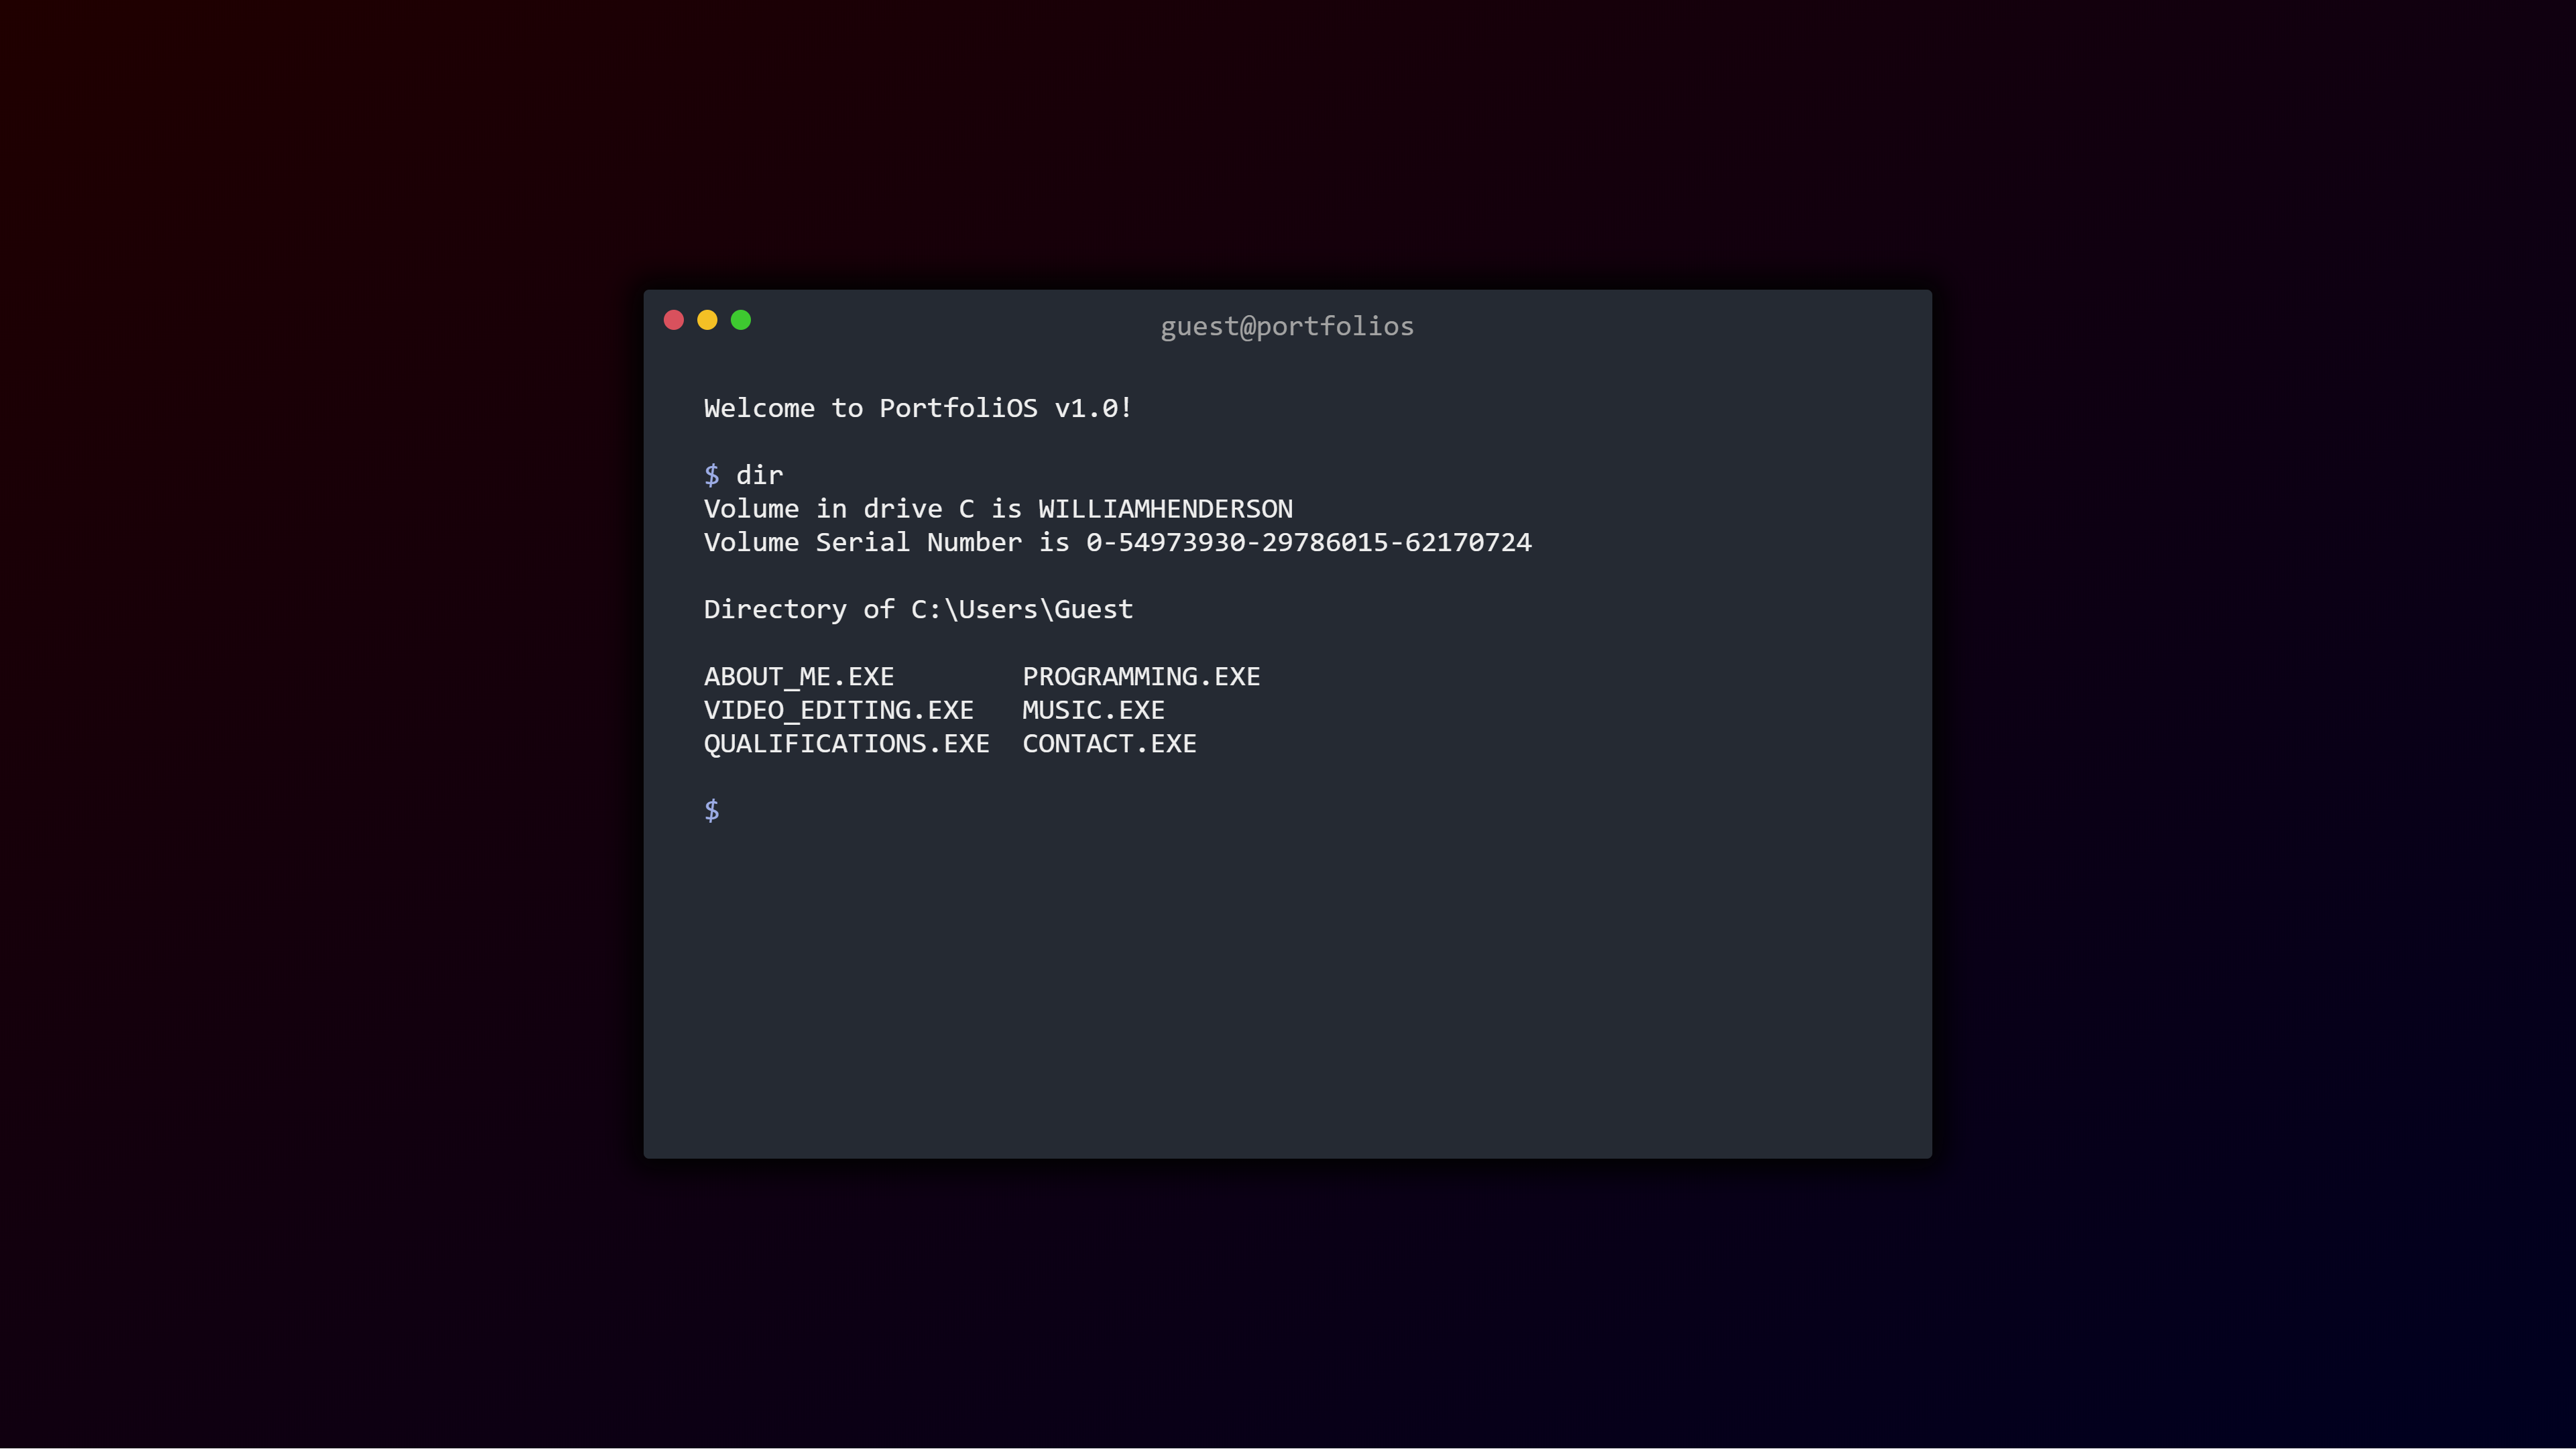 guest@portfolios
Welcome to PortfoliOS v1.0!
$ dir
Volume in drive C is WILLIAMHENDERSON
Volume Serial Number is 0-54973930-29786015-62170724
Directory of C:\Users\Guest
ABOUT_ME.EXE        PROGRAMMING.EXE
VIDEO_EDITING.EXE   MUSIC.EXE
QUALIFICATIONS.EXE  CONTACT.EXE
$